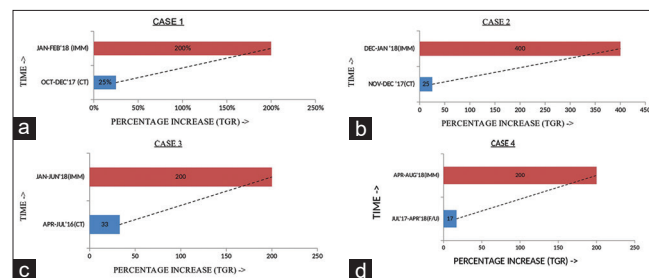 CASE 1
JAN-FEB'18 (IMM)
200%
OCT-DEC'17 (CT)
25%
TIME ->
0% 50% 100% 150% 200% 250%
PERCENTAGE INCREASE (TGR) ->
a
CASE 2
DEC-JAN '18(IMM)
400
NOV-DEC '17(CT)
25
TIME ->
0 50 100 150 200 250 300 350 400 450
PERCENTAGE INCREASE (TGR) ->
b
CASE 3
JAN-JUN'18(IMM)
200
APR-JUL'16(CT)
33
TIME ->
0 50 100 150 200 250
PERCENTAGE INCREASE (TGR) ->
c
CASE 4
APR-AUG'18(IMM)
200
JUL'17-APR'18(F/U)
17
TIME ->
0 50 100 150 200 250
PERCENTAGE INCREASE (TGR) ->
d